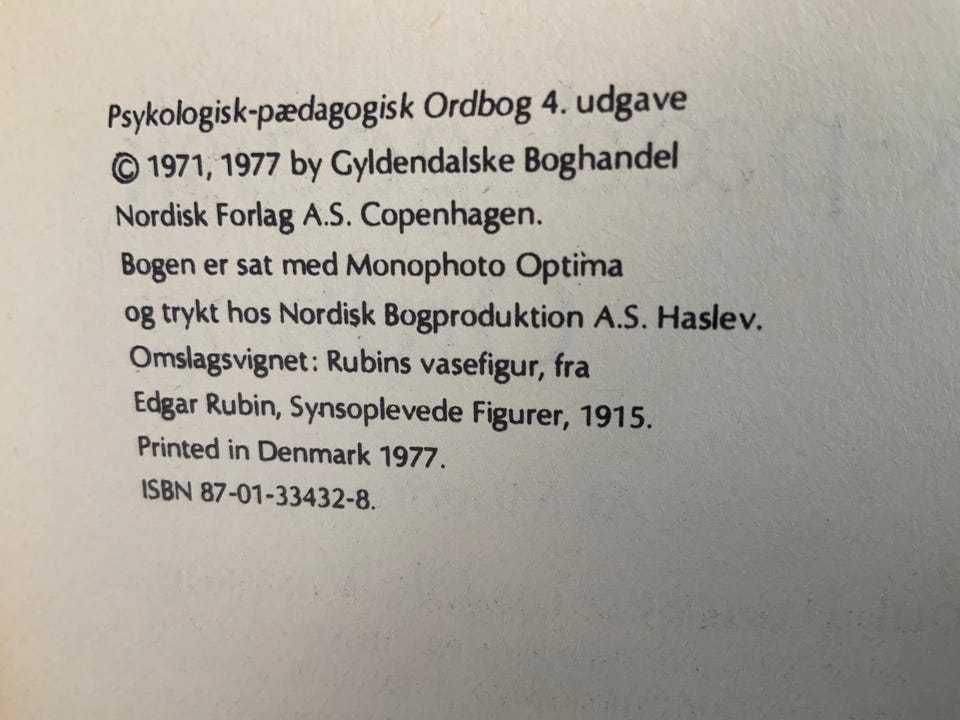 Psykologisk-pædagogisk Ordbog 4. udgave
© 1971, 1977 by Gyldendalske Boghandel
Nordisk Forlag A.S. Copenhagen.
Bogen er sat med Monophoto Optima
og trykt hos Nordisk Bogproduktion A.S. Haslev.
Omslagsvignet: Rubins vasefigur, fra
Edgar Rubin, Synsoplevede Figurer, 1915.
Printed in Denmark 1977.
ISBN 87-01-33432-8.